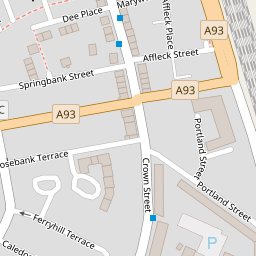 Dee Place
Affleck Place
A93
Affleck Street
Springbank Street
A93
A93
Portland Street
Terrace
Crown Street
Portland Street
Ferryhill Terrace
P